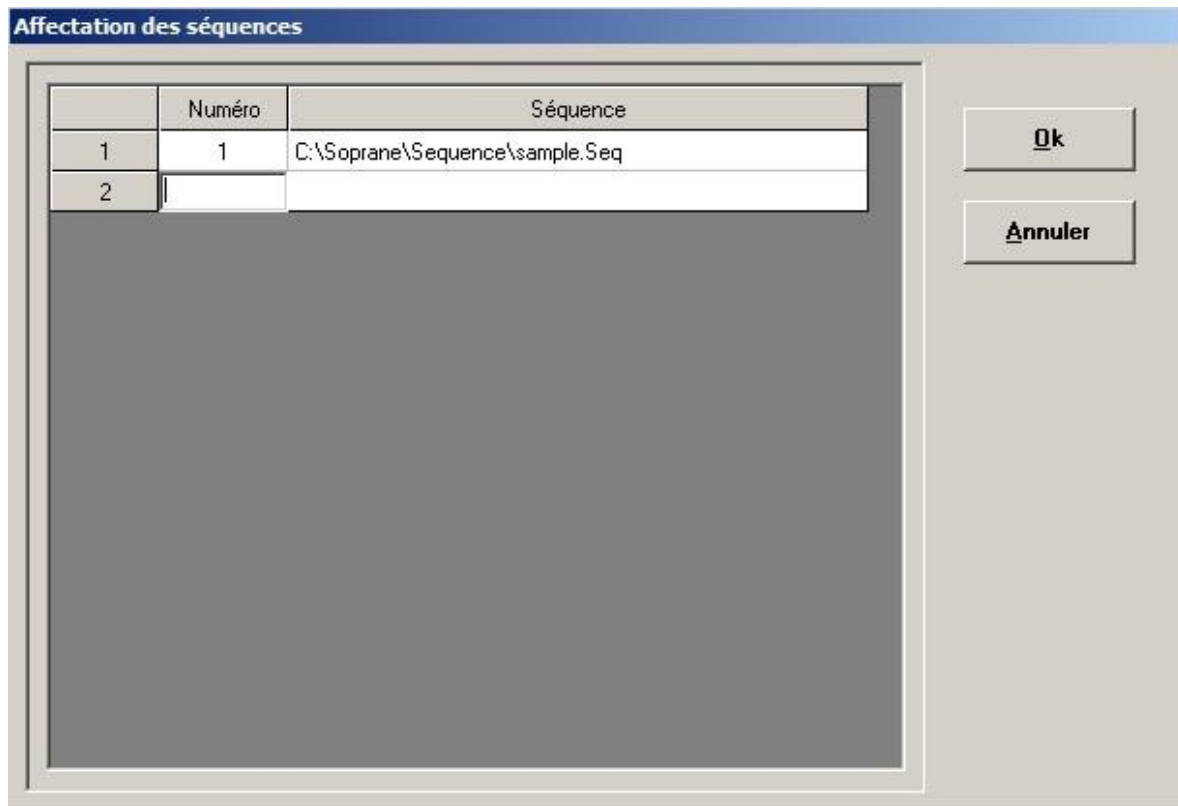 Affectation des séquences
Numéro Séquence
1 1 C:\Soprane\Sequence\sample.Seq
2
Ok
Annuler